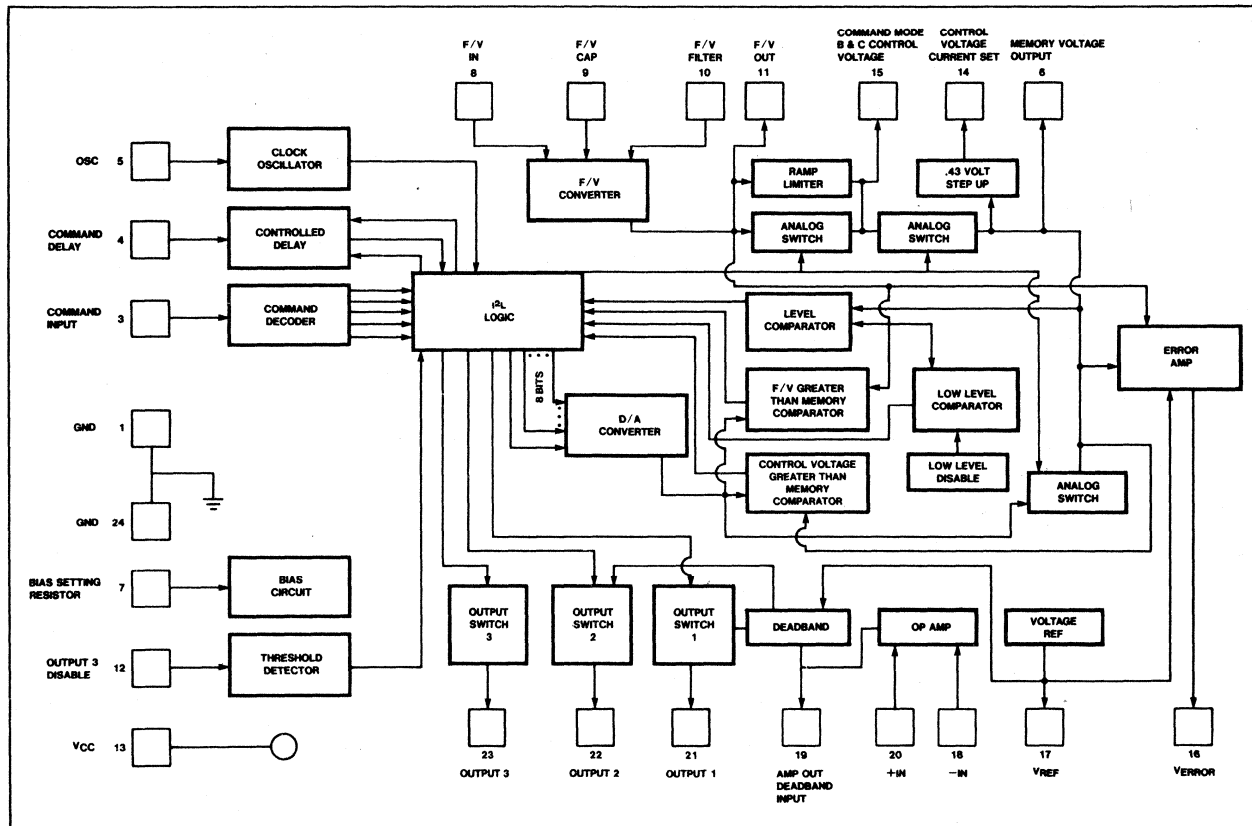 F/V
IN
8
F/V
CAP
9
F/V
FILTER
10
F/V
OUT
11
COMMAND MODE
B & C CONTROL
VOLTAGE
15
CONTROL
VOLTAGE
CURRENT SET
14
MEMORY VOLTAGE
OUTPUT
6
OSC 5
CLOCK
OSCILLATOR
F/V
CONVERTER
RAMP
LIMITER
.43 VOLT
STEP UP
COMMAND
DELAY 4
CONTROLLED
DELAY
ANALOG
SWITCH
ANALOG
SWITCH
COMMAND
INPUT 3
COMMAND
DECODER
I²L
LOGIC
LEVEL
COMPARATOR
ERROR
AMP
8 BITS
F/V GREATER
THAN MEMORY
COMPARATOR
LOW LEVEL
COMPARATOR
GND 1
D/A
CONVERTER
CONTROL VOLTAGE
GREATER THAN
MEMORY
COMPARATOR
LOW LEVEL
DISABLE
ANALOG
SWITCH
GND 24
BIAS SETTING
RESISTOR 7
BIAS
CIRCUIT
OUTPUT
SWITCH
3
OUTPUT
SWITCH
2
OUTPUT
SWITCH
1
DEADBAND
OP AMP
VOLTAGE
REF
OUTPUT 3
DISABLE 12
THRESHOLD
DETECTOR
VCC 13
23
OUTPUT 3
22
OUTPUT 2
21
OUTPUT 1
19
AMP OUT
DEADBAND
INPUT
20
+IN
18
−IN
17
VREF
16
VERROR